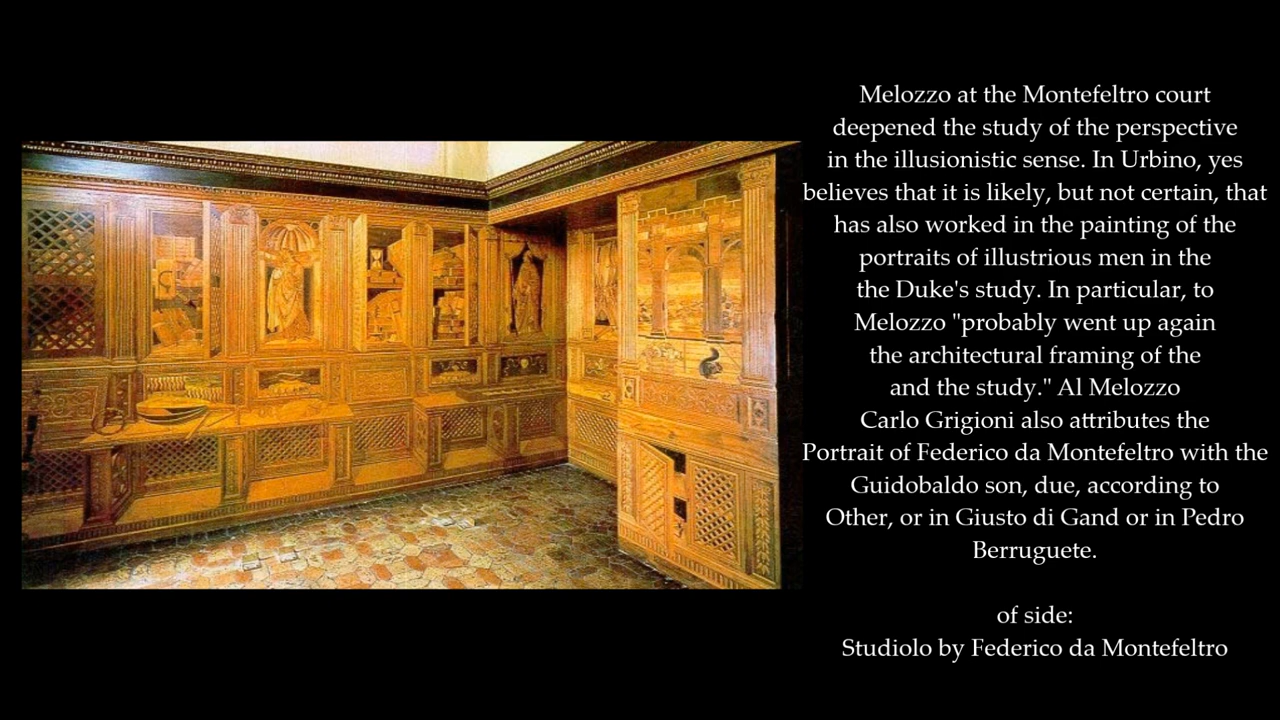 Melozzo at the Montefeltro court
deepened the study of the perspective
in the illusionistic sense. In Urbino, yes
believes that it is likely, but not certain, that
has also worked in the painting of the
portraits of illustrious men in the
the Duke's study. In particular, to
Melozzo "probably went up again
the architectural framing of the
and the study." Al Melozzo
Carlo Grigioni also attributes the
Portrait of Federico da Montefeltro with the
Guidobaldo son, due, according to
Other, or in Giusto di Gand or in Pedro
Berruguete.
of side:
Studiolo by Federico da Montefeltro